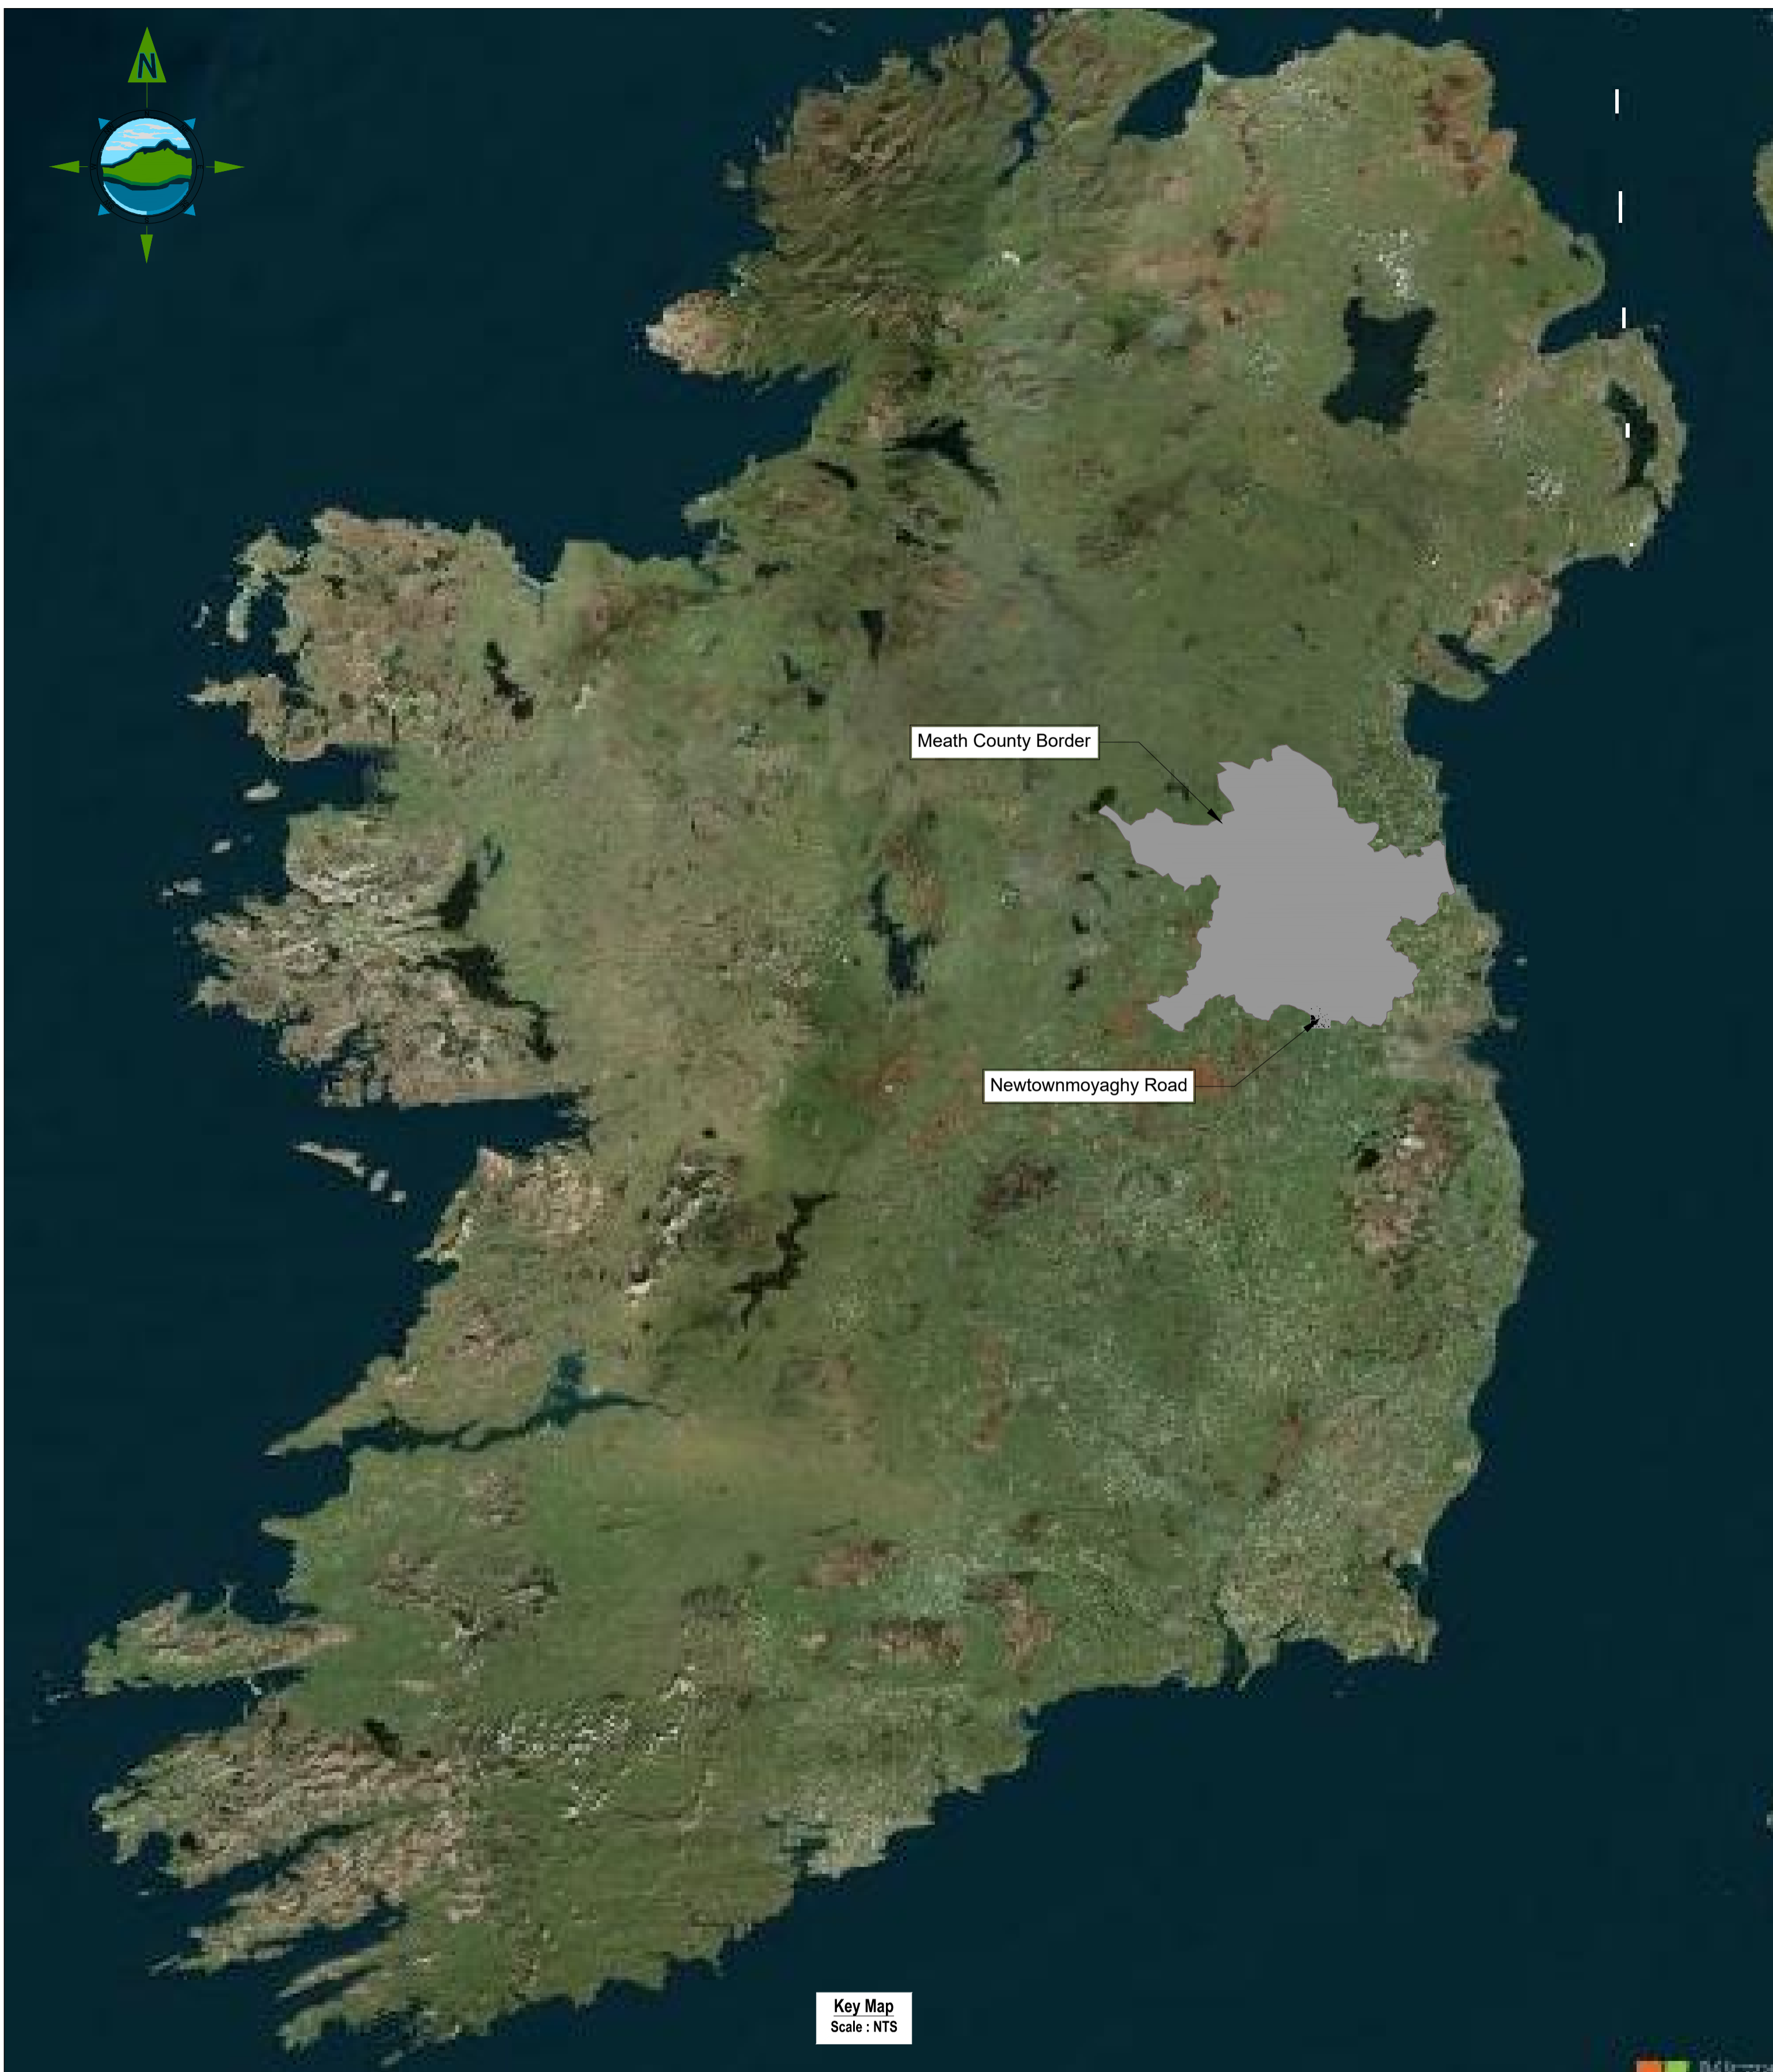 N
Meath County Border
Newtownmoyaghy Road
Key Map
Scale : NTS